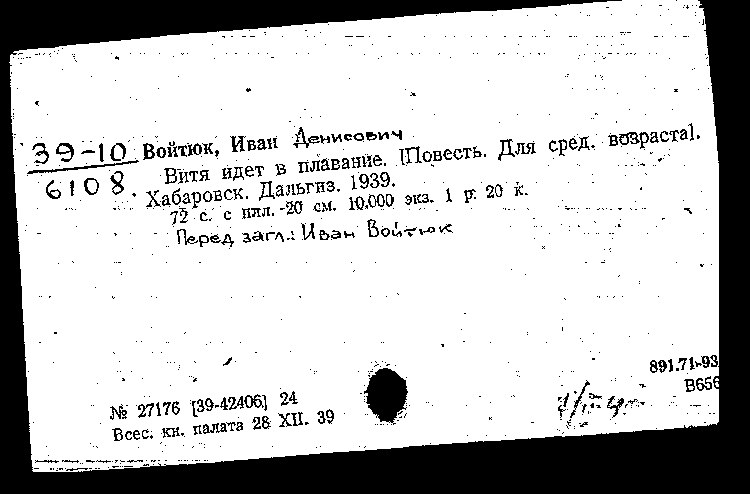 39-10 Войтюк, Иван Денисович
6108. Витя идет в плавание. [Повесть. Для сред. возраста].
Хабаровск. Дальгиз. 1939.
72 с. с илл. -20 см. 10.000 экз. 1 р. 20 к.
Перед загл.: Иван Войтюк
891.71-93
В656
№ 27176 [39-42406] 24
Всес. кн. палата 28 XII. 39